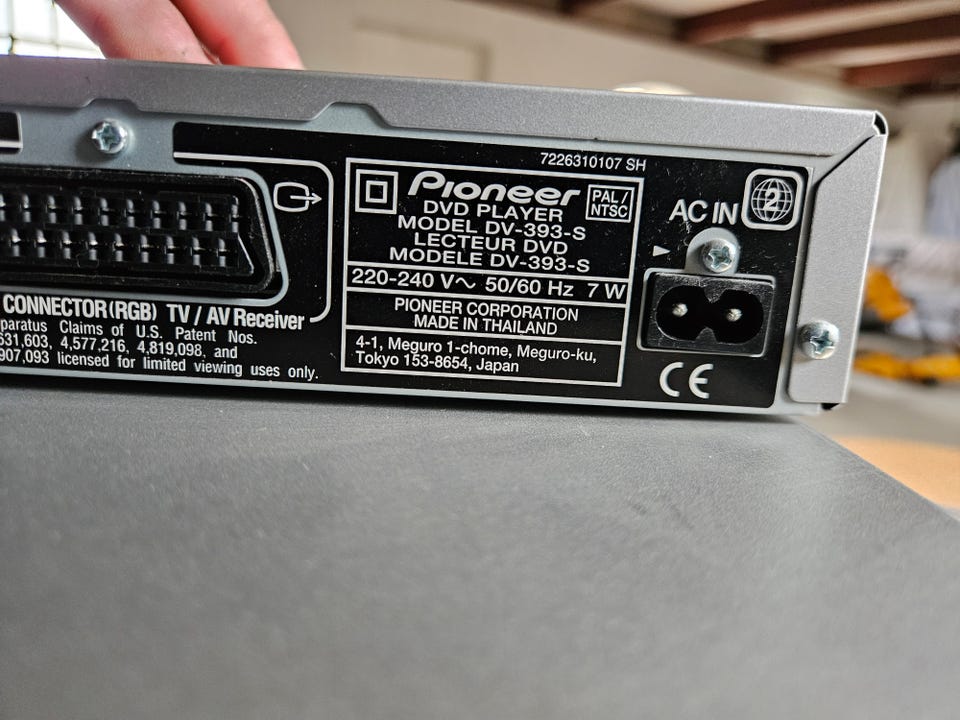 7226310107 SH
Pioneer
PAL/
NTSC
DVD PLAYER
MODEL DV-393-S
LECTEUR DVD
MODELE DV-393-S
220-240 V~ 50/60 Hz 7 W
PIONEER CORPORATION
MADE IN THAILAND
4-1, Meguro 1-chome, Meguro-ku,
Tokyo 153-8654, Japan
AC IN
2
CE
CONNECTOR(RGB) TV / AV Receiver
Claims of U.S. Patent Nos.
4,577,216, 4,819,098, and
licensed for limited viewing uses only.